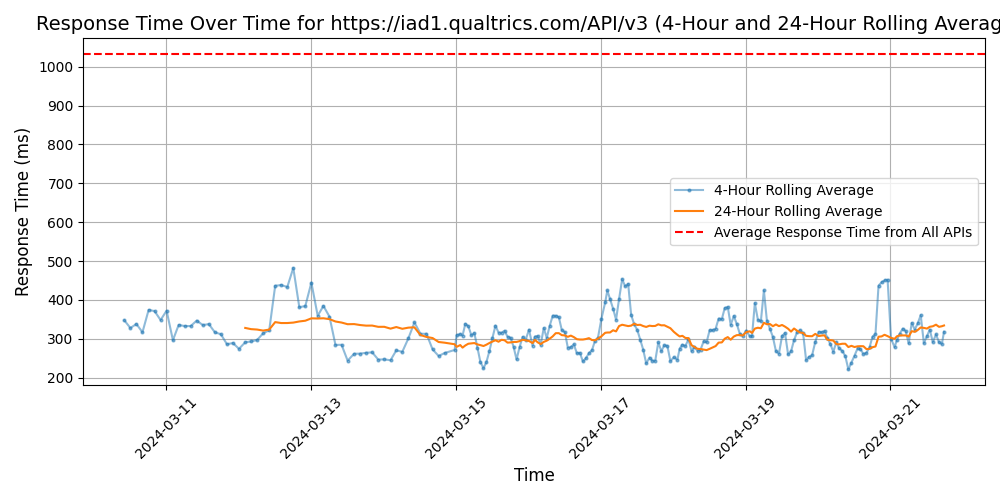 Response Time Over Time for https://iad1.qualtrics.com/API/v3 (4-Hour and 24-Hour Rolling Averag
1000
900
800
700
600
500
400
300
200
Response Time (ms)
4-Hour Rolling Average
24-Hour Rolling Average
Average Response Time from All APIs
2024-03-11
2024-03-13
2024-03-15
2024-03-17
2024-03-19
2024-03-21
Time